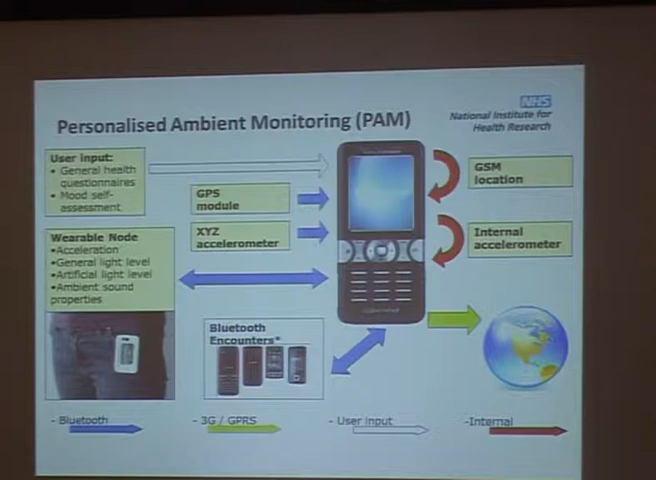 NHS
National Institute for
Health Research
Personalised Ambient Monitoring (PAM)
User input:
• General health
questionnaires
• Mood self-
assessment
GPS
module
XYZ
accelerometer
GSM
location
Internal
accelerometer
Wearable Node
•Acceleration
•General light level
•Artificial light level
•Ambient sound
properties
Bluetooth
Encounters*
- Bluetooth
- 3G / GPRS
- User input
-Internal